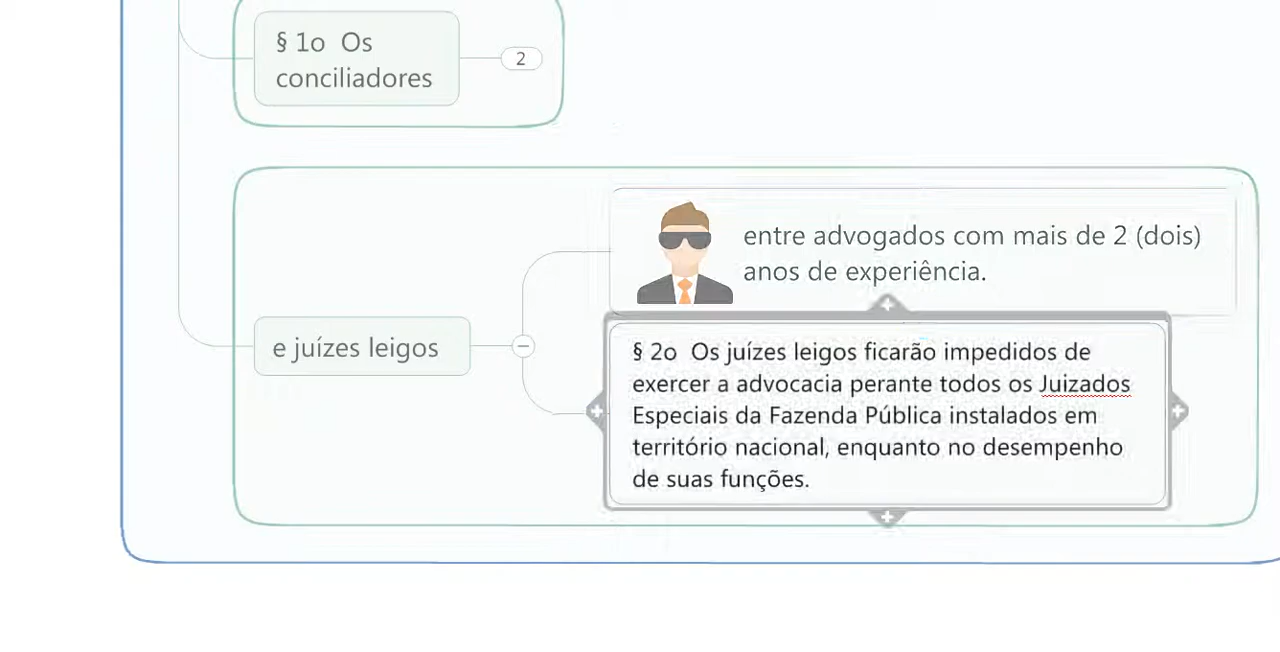 § 1o  Os
conciliadores
2
entre advogados com mais de 2 (dois)
anos de experiência.
e juízes leigos
§ 2o  Os juízes leigos ficarão impedidos de
exercer a advocacia perante todos os Juizados
Especiais da Fazenda Pública instalados em
território nacional, enquanto no desempenho
de suas funções.